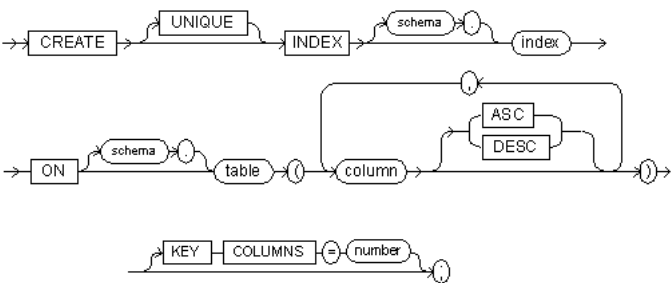 CREATE UNIQUE INDEX schema . index
ON schema . table ( column , ASC DESC )
KEY COLUMNS = number ;